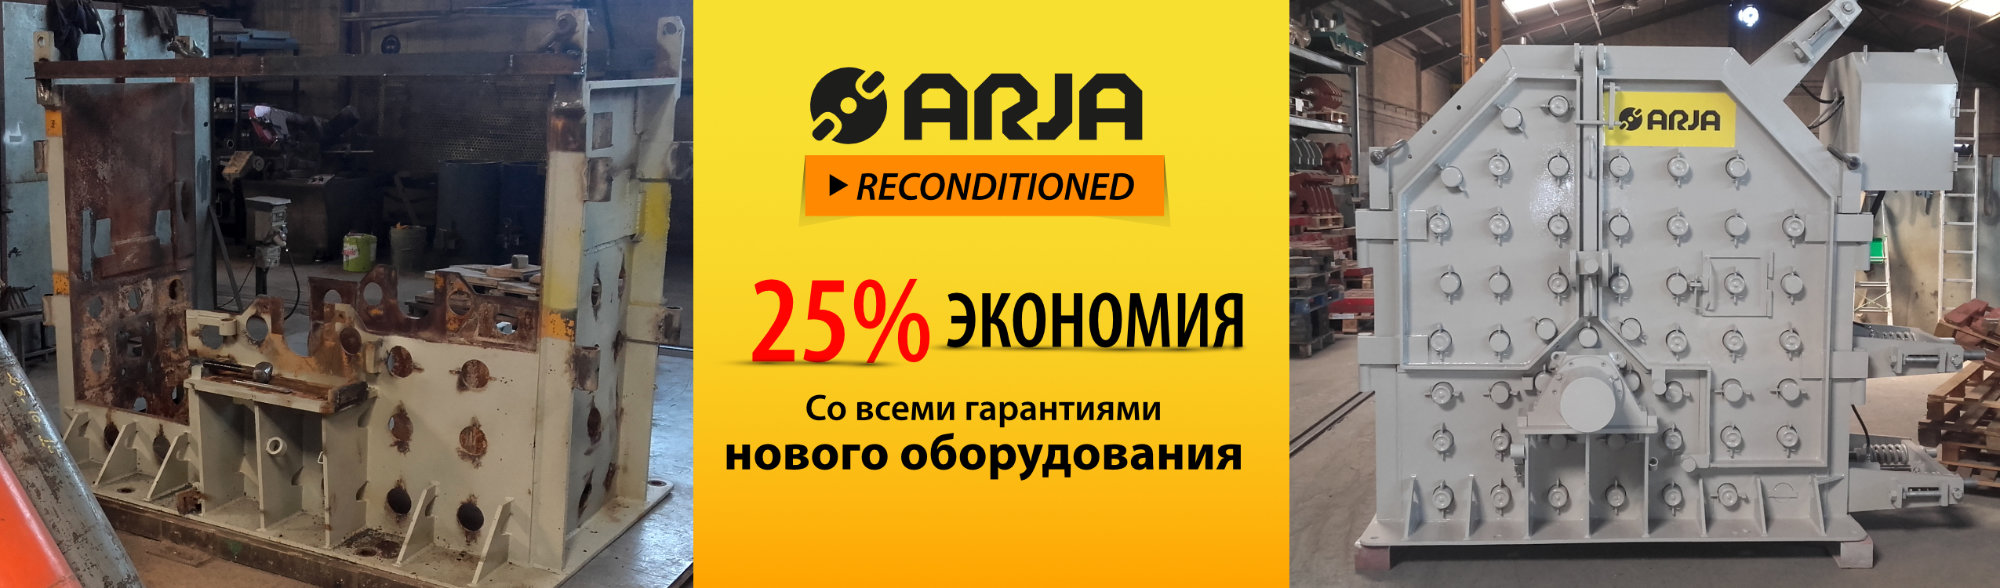 ARJA
RECONDITIONED
25% ЭКОНОМИЯ
Со всеми гарантиями
нового оборудования
ARJA